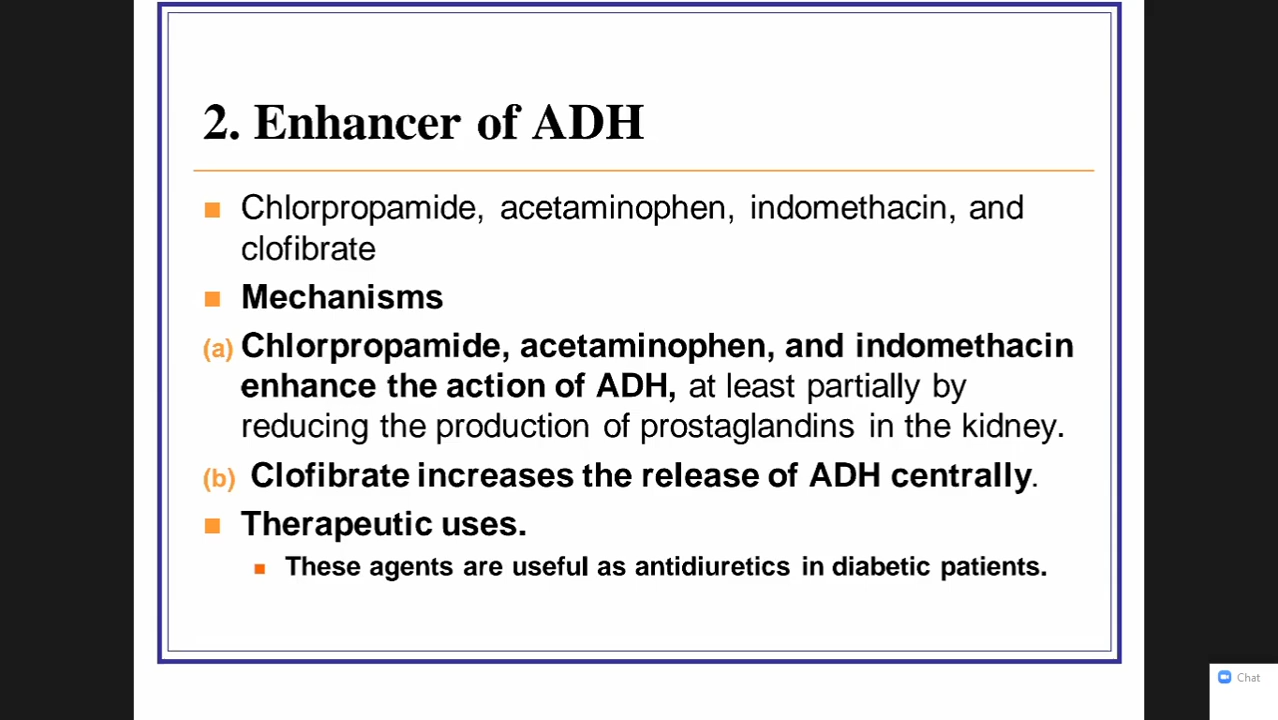 2. Enhancer of ADH
■ Chlorpropamide, acetaminophen, indomethacin, and
clofibrate
■ Mechanisms
(a) Chlorpropamide, acetaminophen, and indomethacin
enhance the action of ADH, at least partially by
reducing the production of prostaglandins in the kidney.
(b) Clofibrate increases the release of ADH centrally.
■ Therapeutic uses.
■ These agents are useful as antidiuretics in diabetic patients.
Chat